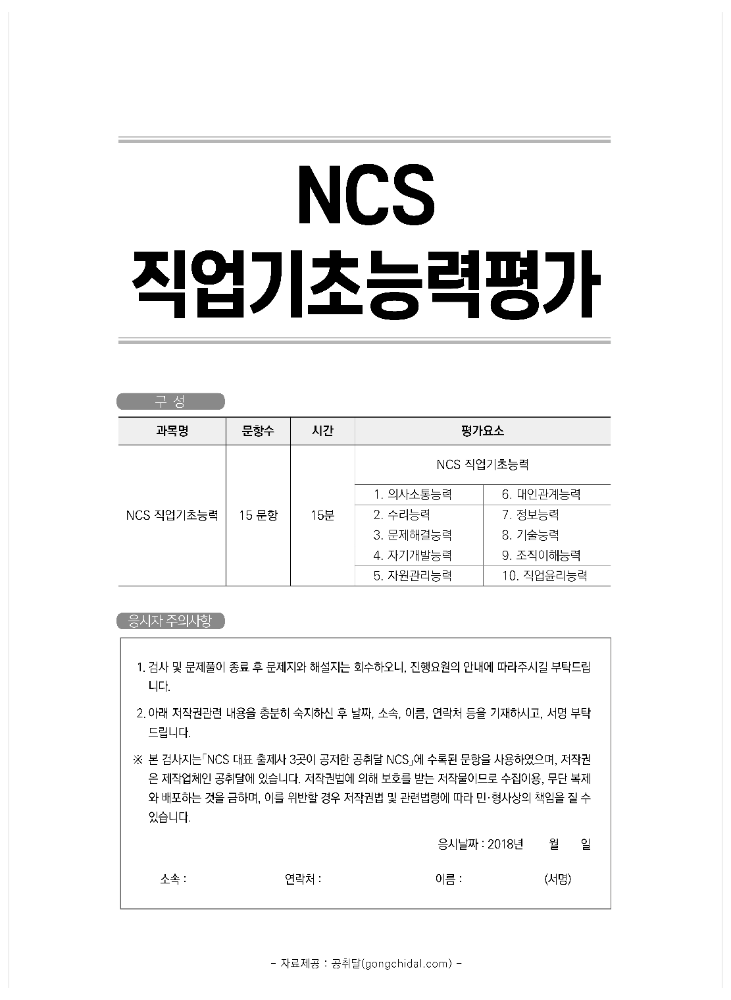 NCS
직업기초능력평가
구 성
과목명 문항수 시간 평가요소
NCS 직업기초능력 15 문항 15분 NCS 직업기초능력
1. 의사소통능력 6. 대인관계능력
2. 수리능력 7. 정보능력
3. 문제해결능력 8. 기술능력
4. 자기개발능력 9. 조직이해능력
5. 자원관리능력 10. 직업윤리능력
응시자 주의사항
1. 검사 및 문제풀이 종료 후 문제지와 해설지는 회수하오니, 진행요원의 안내에 따라주시길 부탁드립
니다.
2. 아래 저작권관련 내용을 충분히 숙지하신 후 날짜, 소속, 이름, 연락처 등을 기재하시고, 서명 부탁
드립니다.
※ 본 검사지는「NCS 대표 출제사 3곳이 공저한 공취달 NCS」에 수록된 문항을 사용하였으며, 저작권
은 제작업체인 공취달에 있습니다. 저작권법에 의해 보호를 받는 저작물이므로 수집이용, 무단 복제
와 배포하는 것을 금하며, 이를 위반할 경우 저작권법 및 관련법령에 따라 민·형사상의 책임을 질 수
있습니다.
응시날짜 : 2018년 월 일
소속 : 연락처 : 이름 : (서명)
- 자료제공 : 공취달(gongchidal.com) -